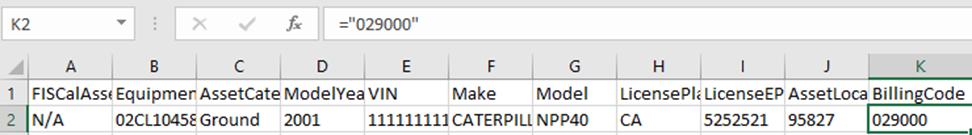 K2 fx ="029000"
A B C D E F G H I J K
1 FISCalAsse Equipmen AssetCate ModelYea VIN Make Model LicensePla LicenseEP AssetLoca BillingCode
2 N/A 02CL10458 Ground 2001 111111111 CATERPILL NPP40 CA 5252521 95827 029000